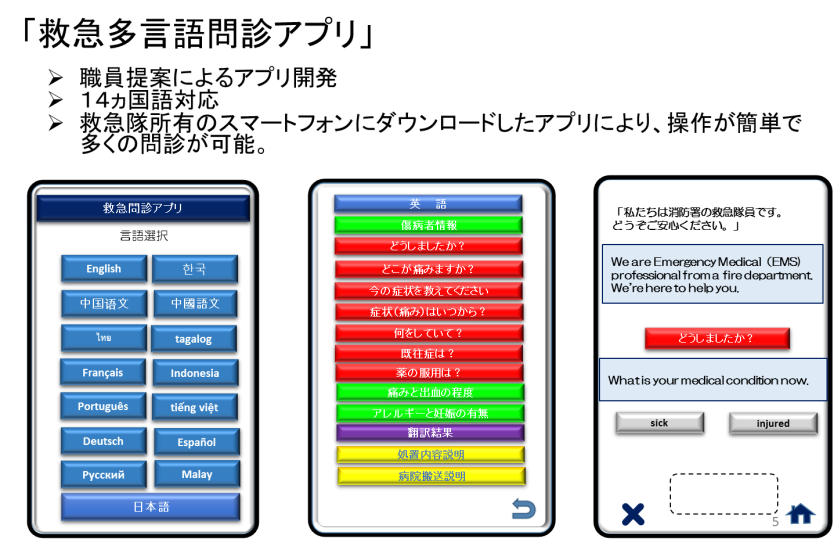 「救急多言語問診アプリ」
➢ 職員提案によるアプリ開発
➢ １４ヵ国語対応
➢ 救急隊所有のスマートフォンにダウンロードしたアプリにより、操作が簡単で
多くの問診が可能。
救急問診アプリ
言語選択
English
한국
中国语文
中國語文
ไทย
tagalog
Français
Indonesia
Português
tiếng việt
Deutsch
Español
Русский
Malay
日本語
英　語
傷病者情報
どうしましたか？
どこが痛みますか？
今の症状を教えてください
症状（痛み）はいつから？
何をしていて？
既往症は？
薬の服用は？
痛みと出血の程度
アレルギーと妊娠の有無
翻訳結果
処置内容説明
病院搬送説明
「私たちは消防署の救急隊員です。
どうぞご安心ください。」
We are Emergency Medical （EMS）
professional from a fire department.
We’re here to help you.
どうしましたか？
What is your medical condition now.
sick
injured
5